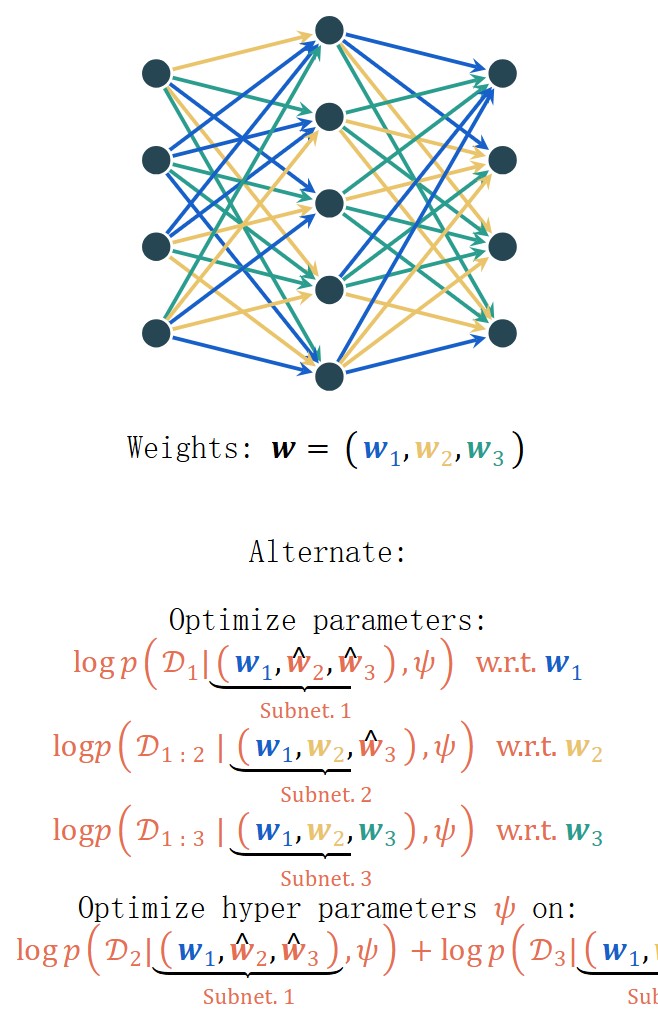 Weights: w = (w₁,w₂,w₃)
Alternate:
Optimize parameters:
log p(𝒟₁|(w₁,ŵ₂,ŵ₃),ψ) w.r.t. w₁
Subnet. 1
logp(𝒟₁:₂ |(w₁,w₂,ŵ₃),ψ) w.r.t. w₂
Subnet. 2
logp(𝒟₁:₃ |(w₁,w₂,w₃),ψ) w.r.t. w₃
Subnet. 3
Optimize hyper parameters ψ on:
log p(𝒟₂|(w₁,ŵ₂,ŵ₃),ψ) + log p(𝒟₃|(w₁,
Subnet. 1